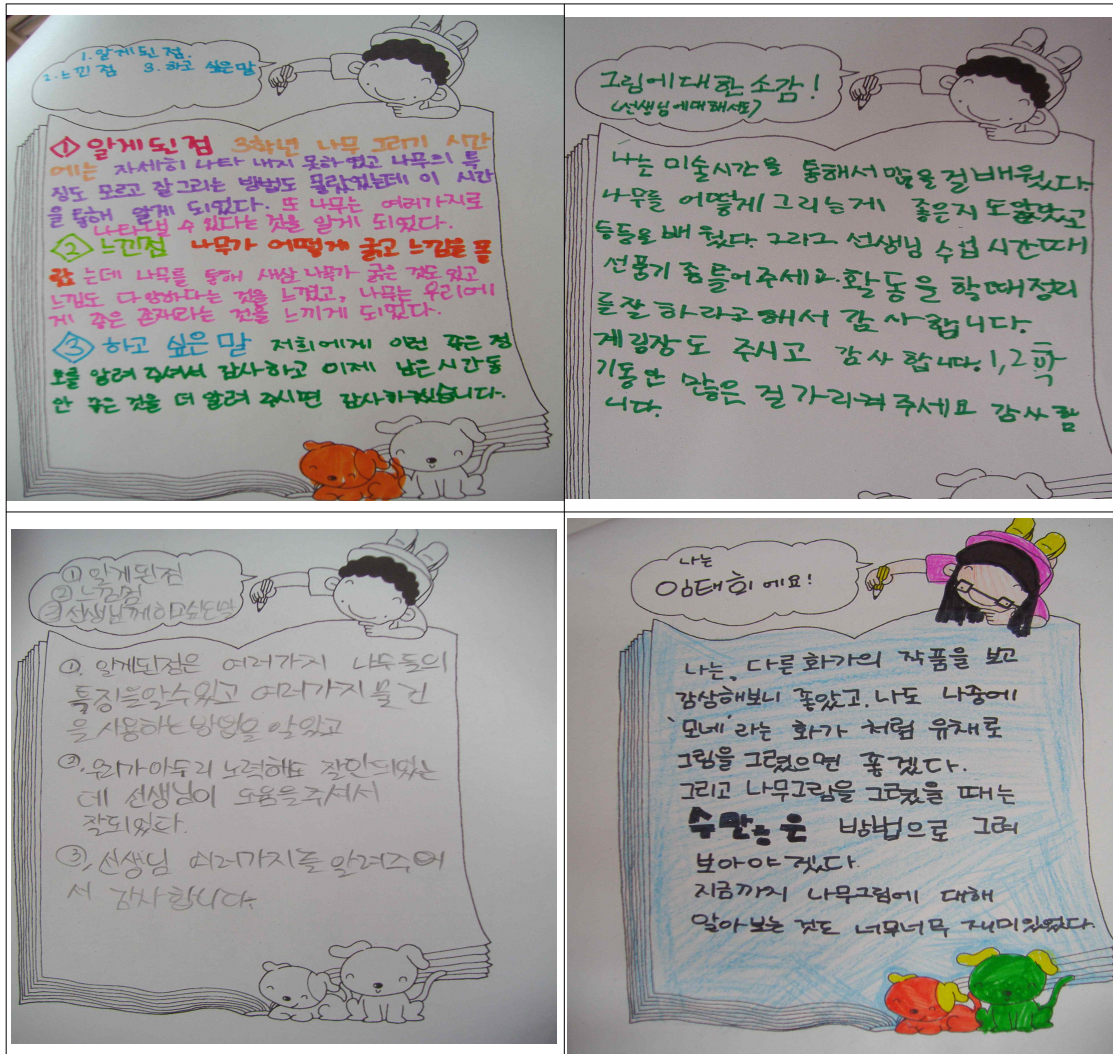 1. 알게 된 점.
2. 느낀 점 3. 하고 싶은 말
① 알게 된 점 3학년 나무 그리기 시간
에는 자세히 나타 내지 못하였고 나무의 특
징도 모르고 잘 그리는 방법도 몰랐었는데 이 시간
을 통해 알게 되었다. 또 나무는 여러가지로
나타낼 수 있다는 것을 알게 되었다.
② 느낀점 나무가 어떻게 굵고 느낌을 몰
랐는데 나무를 통해 새삼 나무가 굵은 것도 있고
느낌도 다양하다는 것을 느꼈고, 나무는 우리에
게 좋은 존재라는 것을 느끼게 되었다.
③ 하고 싶은 말 저희에게 이런 좋은 정
보를 알려 주셔서 감사하고 이제 남은 시간 동
안 좋은 것을 더 알려 주시면 감사하겠습니다.
그림에 대한 소감!
(선생님에 대해서도)
나는 미술시간을 통해서 많을 걸 배웠다
나무를 어떻게 그리는게 좋은지도 알맞고
등등을 배웠다. 그리고 선생님 수업 시간때
선풍기 좀 틀어주세요. 활동을 할때 정리
를 잘 하라고 해서 감사합니다.
계림장도 주시고 감사합니다. 1, 2학
기동안 많은 걸 가리켜 주세요 감사합
니다.
① 알게된점
② 느낀점
③ 선생님께 하고 싶은 말
①. 알게된점은 여러가지 나무들의
특징을 알수있고 여러가지 물건
을 사용하는 방법을 알았고
②. 우리가 아무리 노력해도 잘 안되었는
데 선생님이 도움을 주셔서
잘되었다.
③. 선생님 여러가지를 알려주어
서 감사합니다.
나는
임태희에요!
나는, 다른 화가의 작품을 보고
감상해보니 좋았고, 나도 나중에
'모네'라는 화가 처럼 유채로
그림을 그렸으면 좋겠다.
그리고 나무그림을 그렸을 때는
수많은 방법으로 그려
보아야 겠다.
지금까지 나무그림에 대해
알아보는 것도 너무너무 재미있었다.